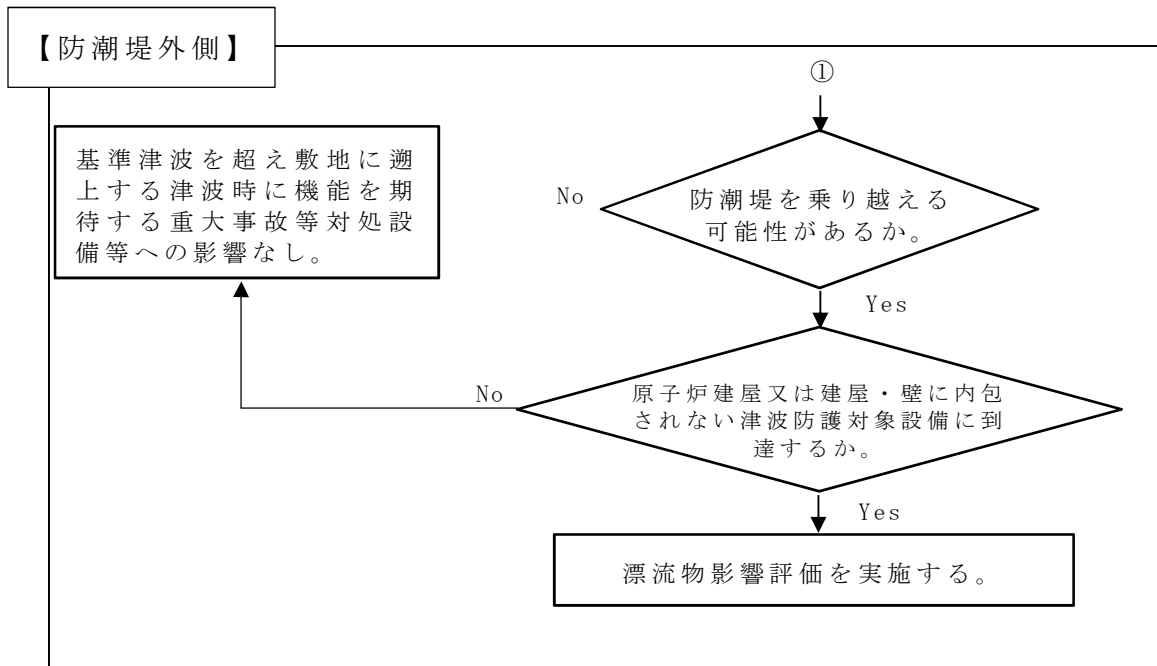 【防潮堤外側】
①
基準津波を超え敷地に遡
上する津波時に機能を期
待する重大事故等対処設
備等への影響なし。
No
防潮堤を乗り越える
可能性があるか。
Yes
No
原子炉建屋又は建屋・壁に内包
されない津波防護対象設備に到
達するか。
Yes
漂流物影響評価を実施する。